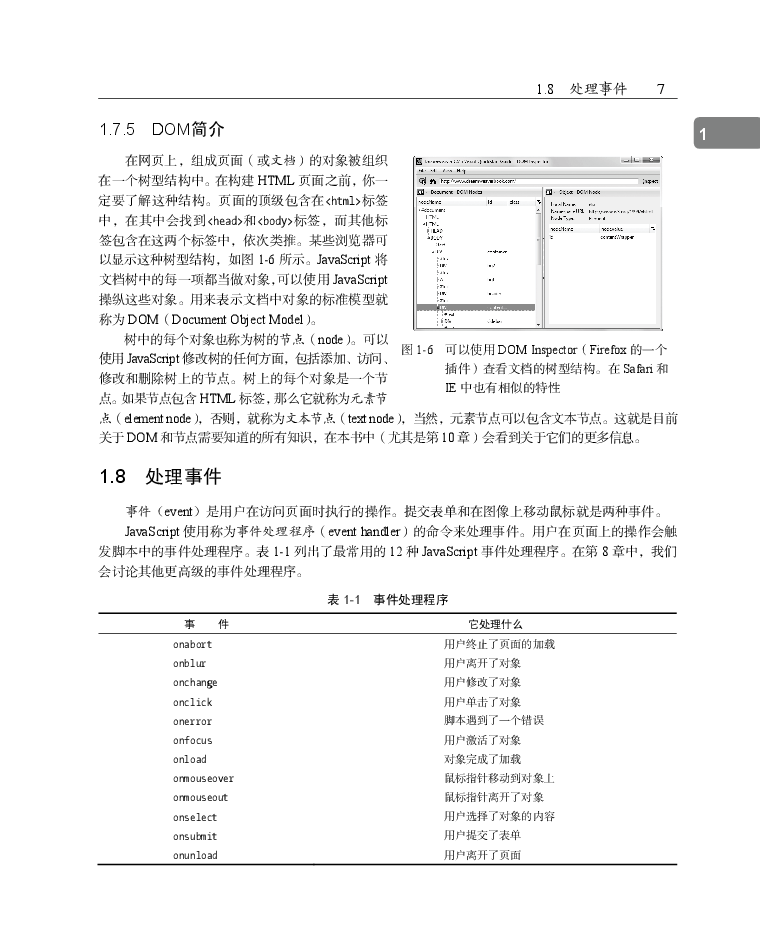 1.8 处理事件 7
1
1.7.5 DOM简介
在网页上，组成页面（或文档）的对象被组织
在一个树型结构中。在构建 HTML 页面之前，你一
定要了解这种结构。页面的顶级包含在<html>标签
中，在其中会找到<head>和<body>标签，而其他标
签包含在这两个标签中，依次类推。某些浏览器可
以显示这种树型结构，如图 1-6 所示。JavaScript 将
文档树中的每一项都当做对象，可以使用 JavaScript
操纵这些对象。用来表示文档中对象的标准模型就
称为 DOM（Document Object Model）。
树中的每个对象也称为树的节点（node）。可以
使用 JavaScript 修改树的任何方面，包括添加、访问、
修改和删除树上的节点。树上的每个对象是一个节
点。如果节点包含 HTML 标签，那么它就称为元素节
点（element node），否则，就称为文本节点（text node），当然，元素节点可以包含文本节点。这就是目前
关于 DOM 和节点需要知道的所有知识，在本书中（尤其是第 10 章）会看到关于它们的更多信息。
File Edit View Help
Inspect
Document - DOM Nodes
Object - DOM Node
nodeName id class
#document
HTML
HTML
HEAD
BODY
Local Name:
Namespace URI:
Node Type: Element
nodeName nodeValue
id contentWrapper
图 1-6 可以使用 DOM Inspector（Firefox 的一个
插件）查看文档的树型结构。在 Safari 和
IE 中也有相似的特性
1.8 处理事件
事件（event）是用户在访问页面时执行的操作。提交表单和在图像上移动鼠标就是两种事件。
JavaScript 使用称为事件处理程序（event handler）的命令来处理事件。用户在页面上的操作会触
发脚本中的事件处理程序。表 1-1 列出了最常用的 12 种 JavaScript 事件处理程序。在第 8 章中，我们
会讨论其他更高级的事件处理程序。
表 1-1 事件处理程序
事 件 它处理什么
onabort 用户终止了页面的加载
onblur 用户离开了对象
onchange 用户修改了对象
onclick 用户单击了对象
onerror 脚本遇到了一个错误
onfocus 用户激活了对象
onload 对象完成了加载
onmouseover 鼠标指针移动到对象上
onmouseout 鼠标指针离开了对象
onselect 用户选择了对象的内容
onsubmit 用户提交了表单
onunload 用户离开了页面